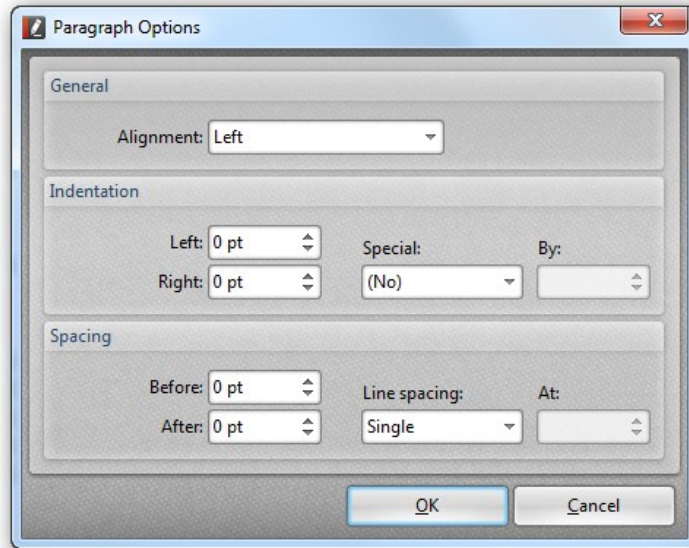 Paragraph Options
General
Alignment: Left
Indentation
Left: 0 pt
Special:
By:
Right: 0 pt
(No)
Spacing
Before: 0 pt
Line spacing:
At:
After: 0 pt
Single
OK
Cancel